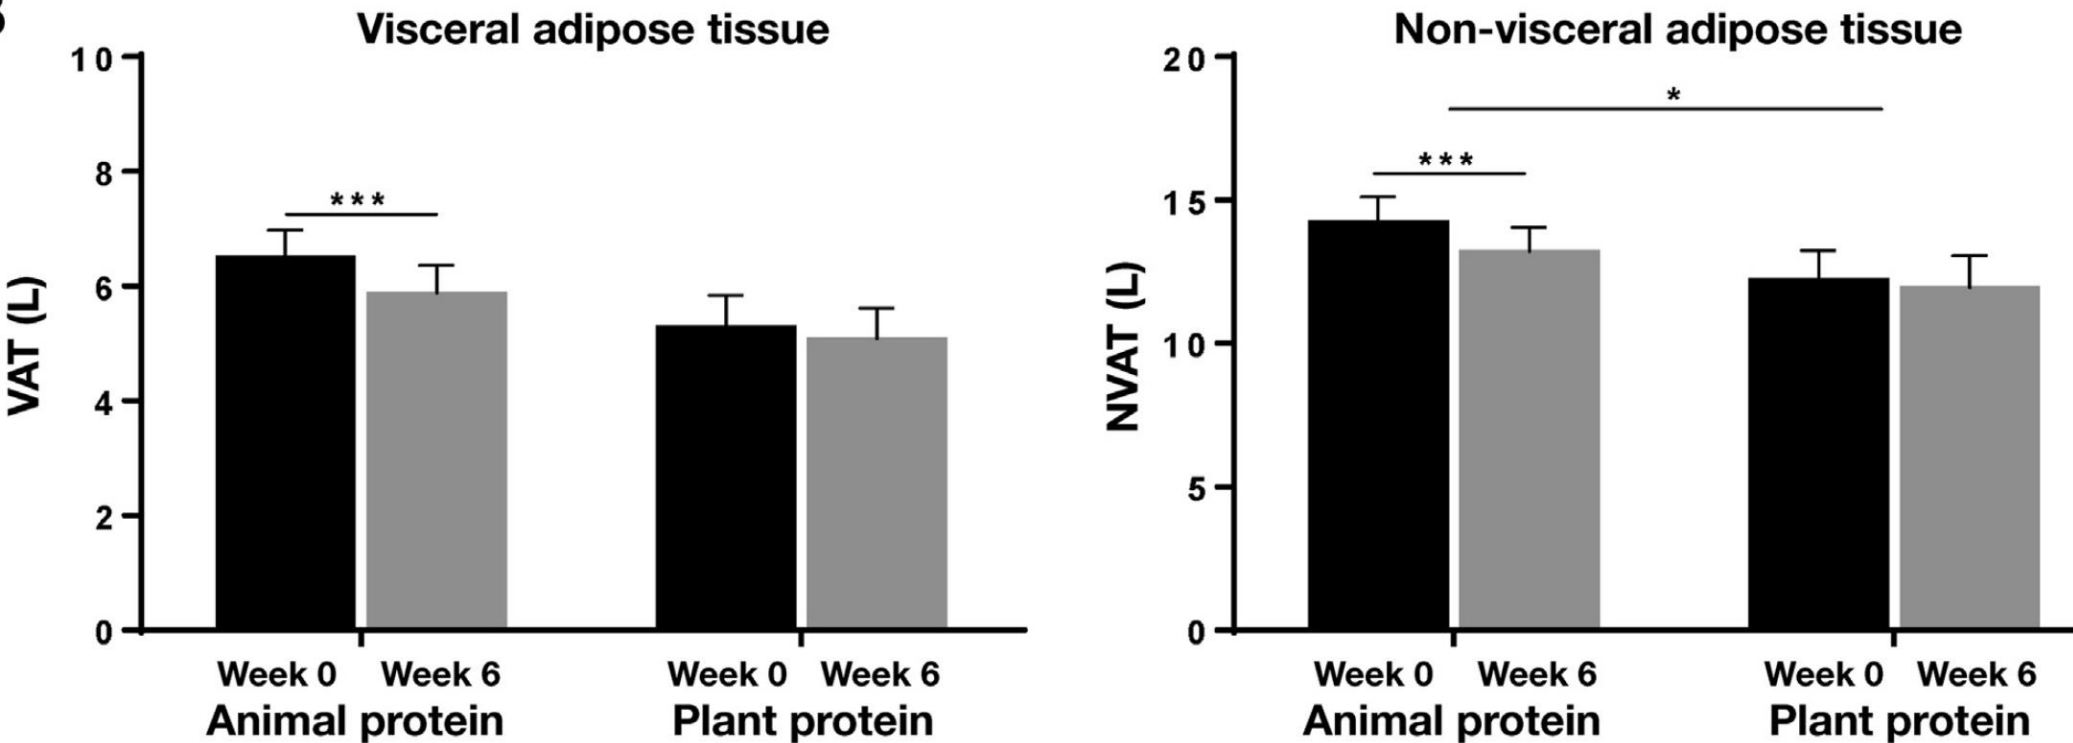 Visceral adipose tissue
10
8
6
4
2
0
VAT (L)
***
Week 0 Week 6 Week 0 Week 6
Animal protein Plant protein
Non-visceral adipose tissue
20
15
10
5
0
NVAT (L)
*
***
Week 0 Week 6 Week 0 Week 6
Animal protein Plant protein